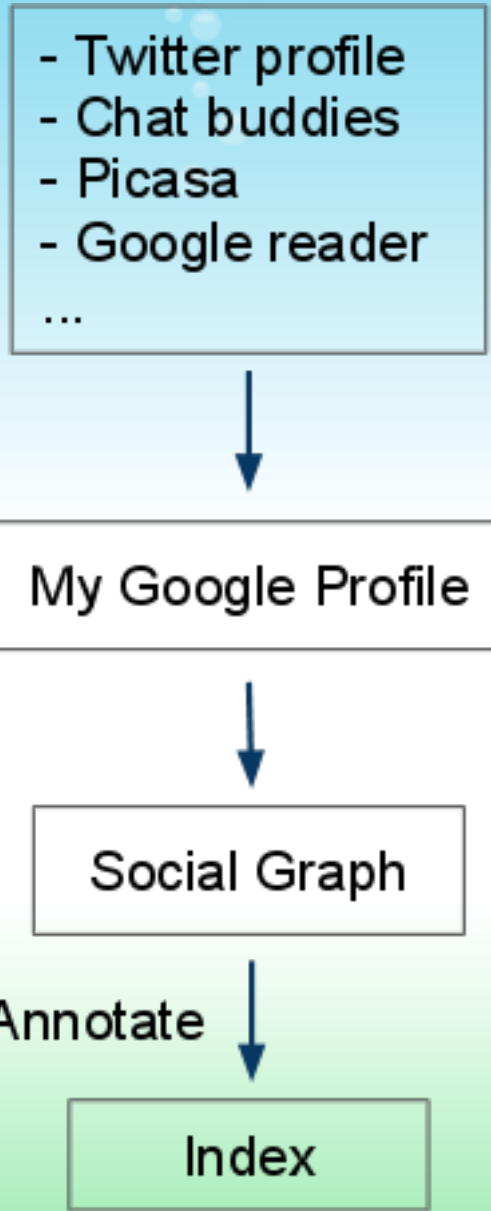 - Twitter profile
- Chat buddies
- Picasa
- Google reader
...
My Google Profile
Social Graph
Annotate
Index